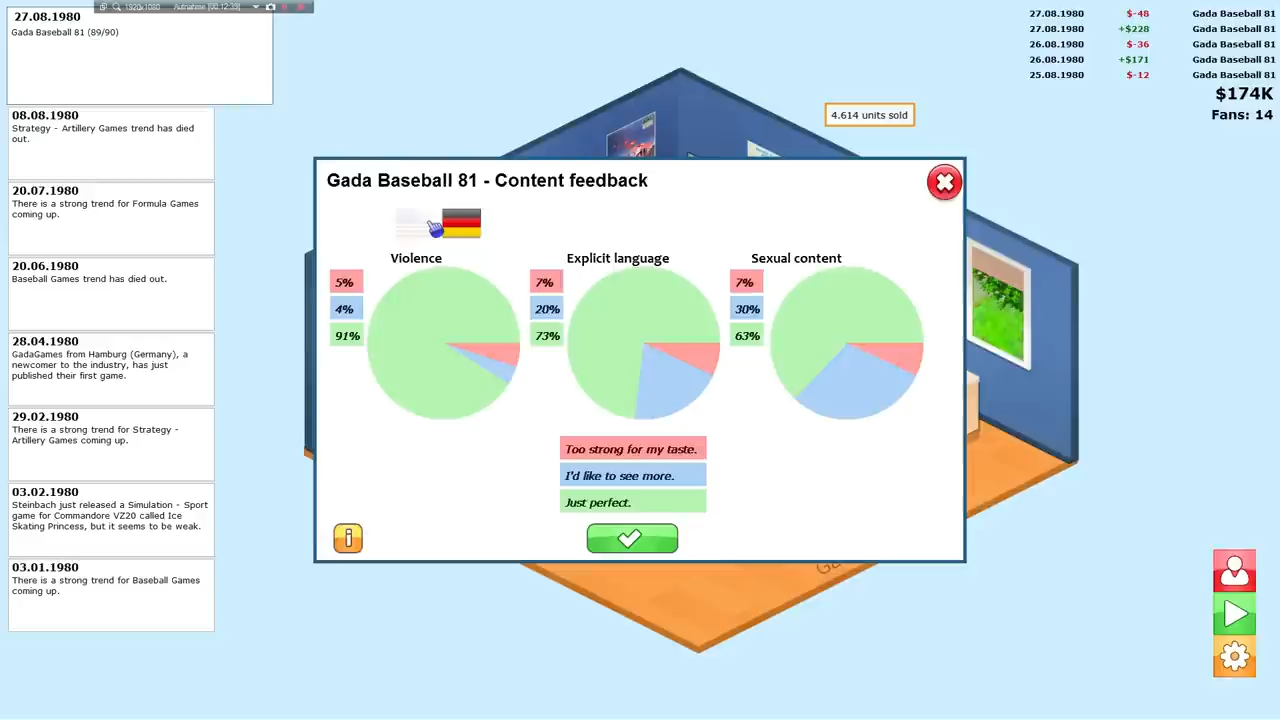 1920x1080 Aufnahme [00:12:39]
27.08.1980
Gada Baseball 81 (89/90)
08.08.1980
Strategy - Artillery Games trend has died
out.
20.07.1980
There is a strong trend for Formula Games
coming up.
20.06.1980
Baseball Games trend has died out.
28.04.1980
GadaGames from Hamburg (Germany), a
newcomer to the industry, has just
published their first game.
29.02.1980
There is a strong trend for Strategy -
Artillery Games coming up.
03.02.1980
Steinbach just released a Simulation - Sport
game for Commandore VZ20 called Ice
Skating Princess, but it seems to be weak.
03.01.1980
There is a strong trend for Baseball Games
coming up.
27.08.1980 $-48 Gada Baseball 81
27.08.1980 +$228 Gada Baseball 81
26.08.1980 $-36 Gada Baseball 81
26.08.1980 +$171 Gada Baseball 81
25.08.1980 $-12 Gada Baseball 81
$174K
Fans: 14
4.614 units sold
Gada Baseball 81 - Content feedback
Violence Explicit language Sexual content
5% 7% 7%
4% 20% 30%
91% 73% 63%
Too strong for my taste.
I'd like to see more.
Just perfect.